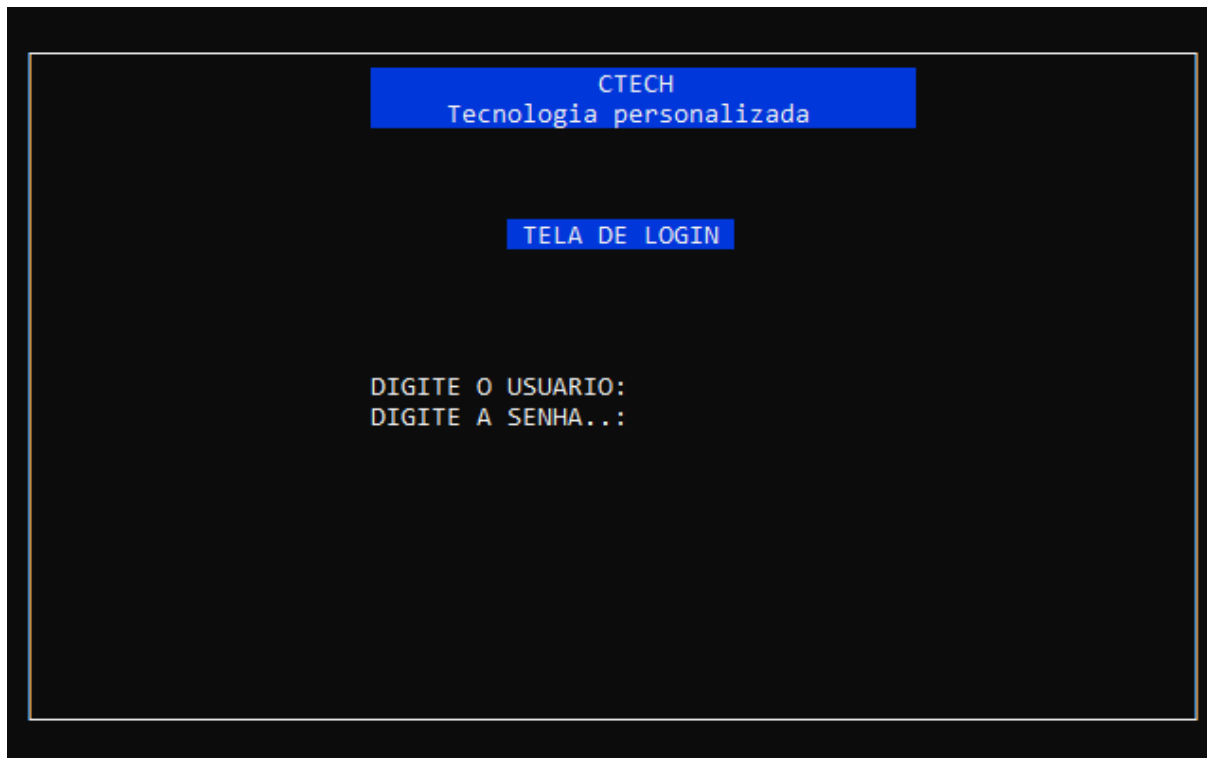 CTECH
Tecnologia personalizada
TELA DE LOGIN
DIGITE O USUARIO:
DIGITE A SENHA..: